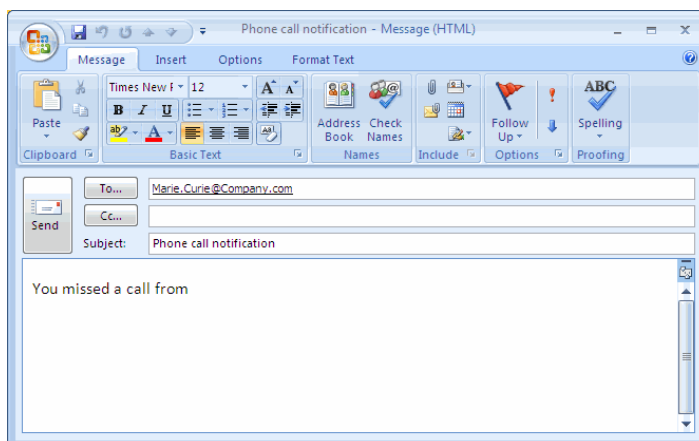 Phone call notification - Message (HTML)
Message Insert Options Format Text
Paste
Clipboard
Times New F 12
A A
B I U
ab A
Basic Text
Address Book
Check Names
Names
Include
Follow Up
Options
ABC
Spelling
Proofing
Send
To... Marie.Curie@Company.com
Cc...
Subject: Phone call notification
You missed a call from